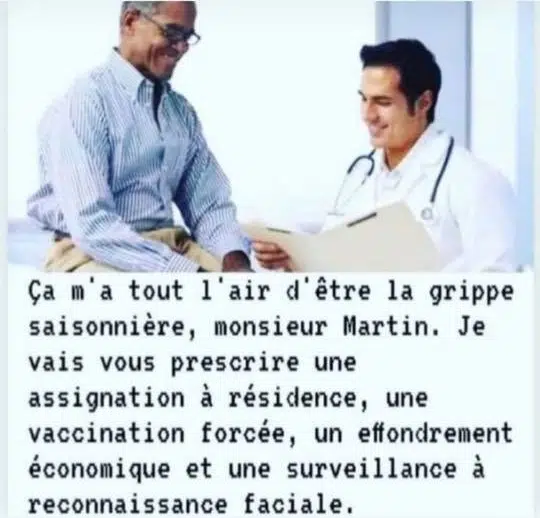 Ça m'a tout l'air d'être la grippe
saisonnière, monsieur Martin. Je
vais vous prescrire une
assignation à résidence, une
vaccination forcée, un effondrement
économique et une surveillance à
reconnaissance faciale.